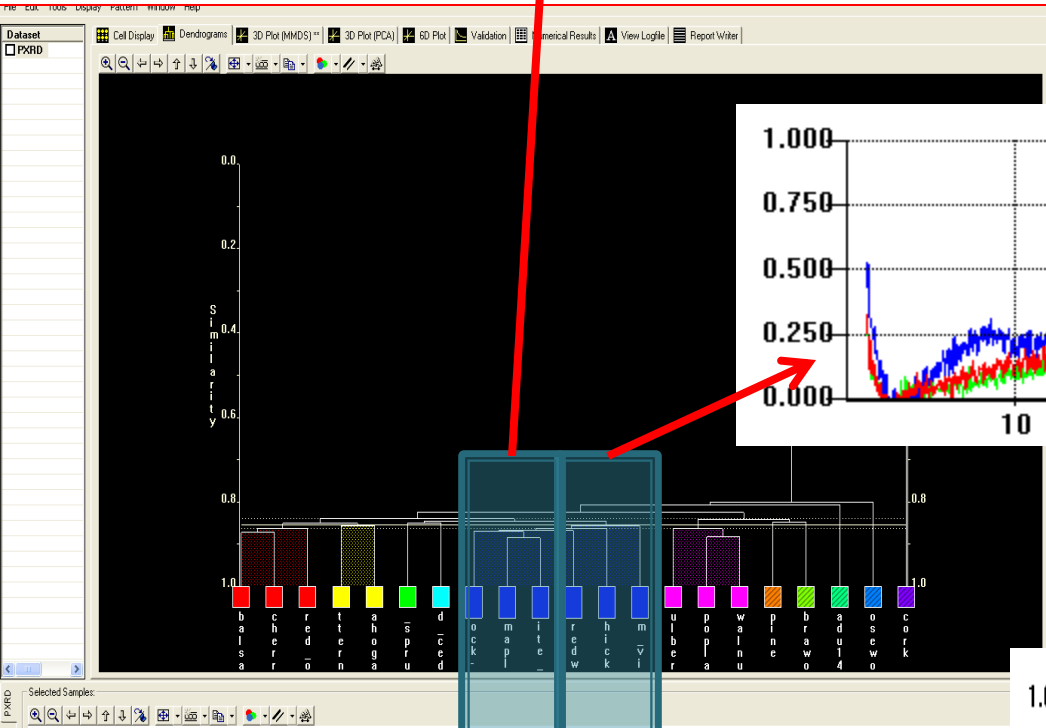 File Edit Tools Display Pattern Window Help
Dataset
PXRD
Cell Display Dendrograms 3D Plot (MMDS) ** 3D Plot (PCA) 6D Plot Validation Numerical Results View Logfile Report Writer
0.0
0.2
0.4
0.6
0.8
1.0
Similarity
0.8
1.0
balsa
cherr
red_o
ttern
ahoga
_spru
d_ced
ock-
mapl
ite_
redw
hick
m_vi
ulber
popla
walnu
pine
brawo
adul4
osewo
cork
1.000
0.750
0.500
0.250
0.000
10
PXRD
Selected Samples: